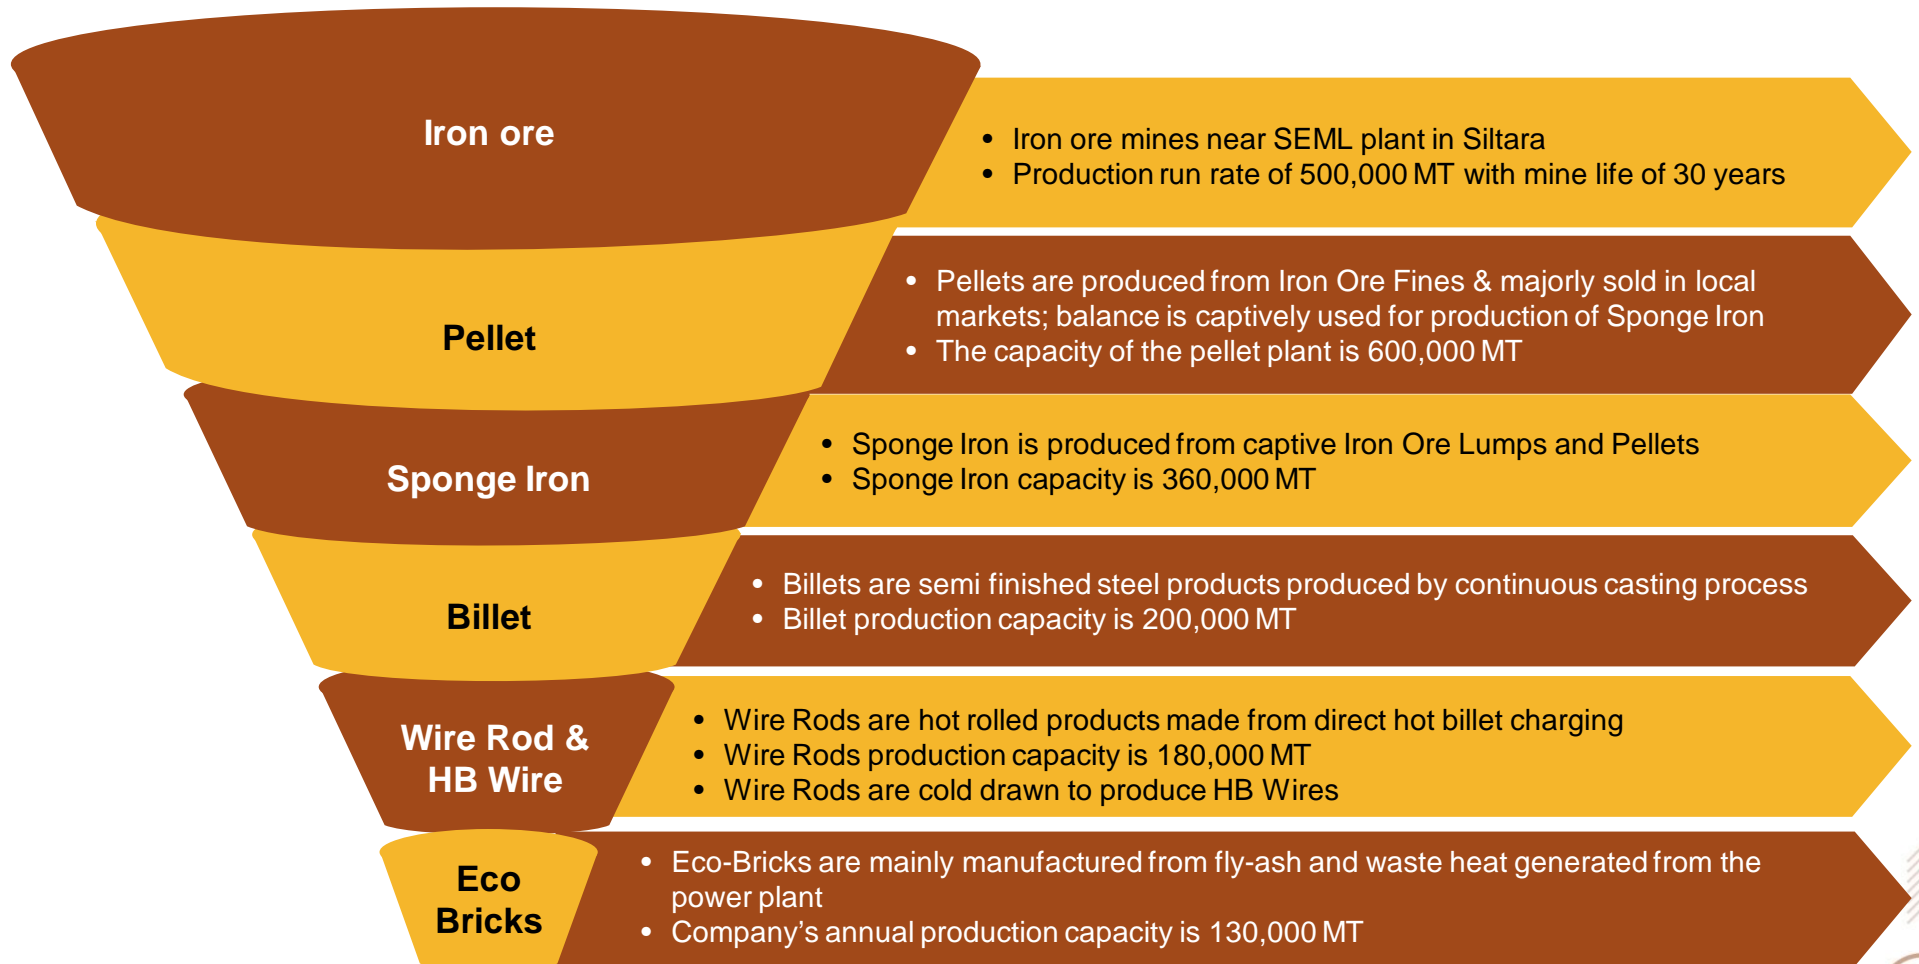 Iron ore
• Iron ore mines near SEML plant in Siltara
• Production run rate of 500,000 MT with mine life of 30 years
Pellet
• Pellets are produced from Iron Ore Fines & majorly sold in local
markets; balance is captively used for production of Sponge Iron
• The capacity of the pellet plant is 600,000 MT
Sponge Iron
• Sponge Iron is produced from captive Iron Ore Lumps and Pellets
• Sponge Iron capacity is 360,000 MT
Billet
• Billets are semi finished steel products produced by continuous casting process
• Billet production capacity is 200,000 MT
Wire Rod &
HB Wire
• Wire Rods are hot rolled products made from direct hot billet charging
• Wire Rods production capacity is 180,000 MT
• Wire Rods are cold drawn to produce HB Wires
Eco
Bricks
• Eco-Bricks are mainly manufactured from fly-ash and waste heat generated from the
power plant
• Company's annual production capacity is 130,000 MT